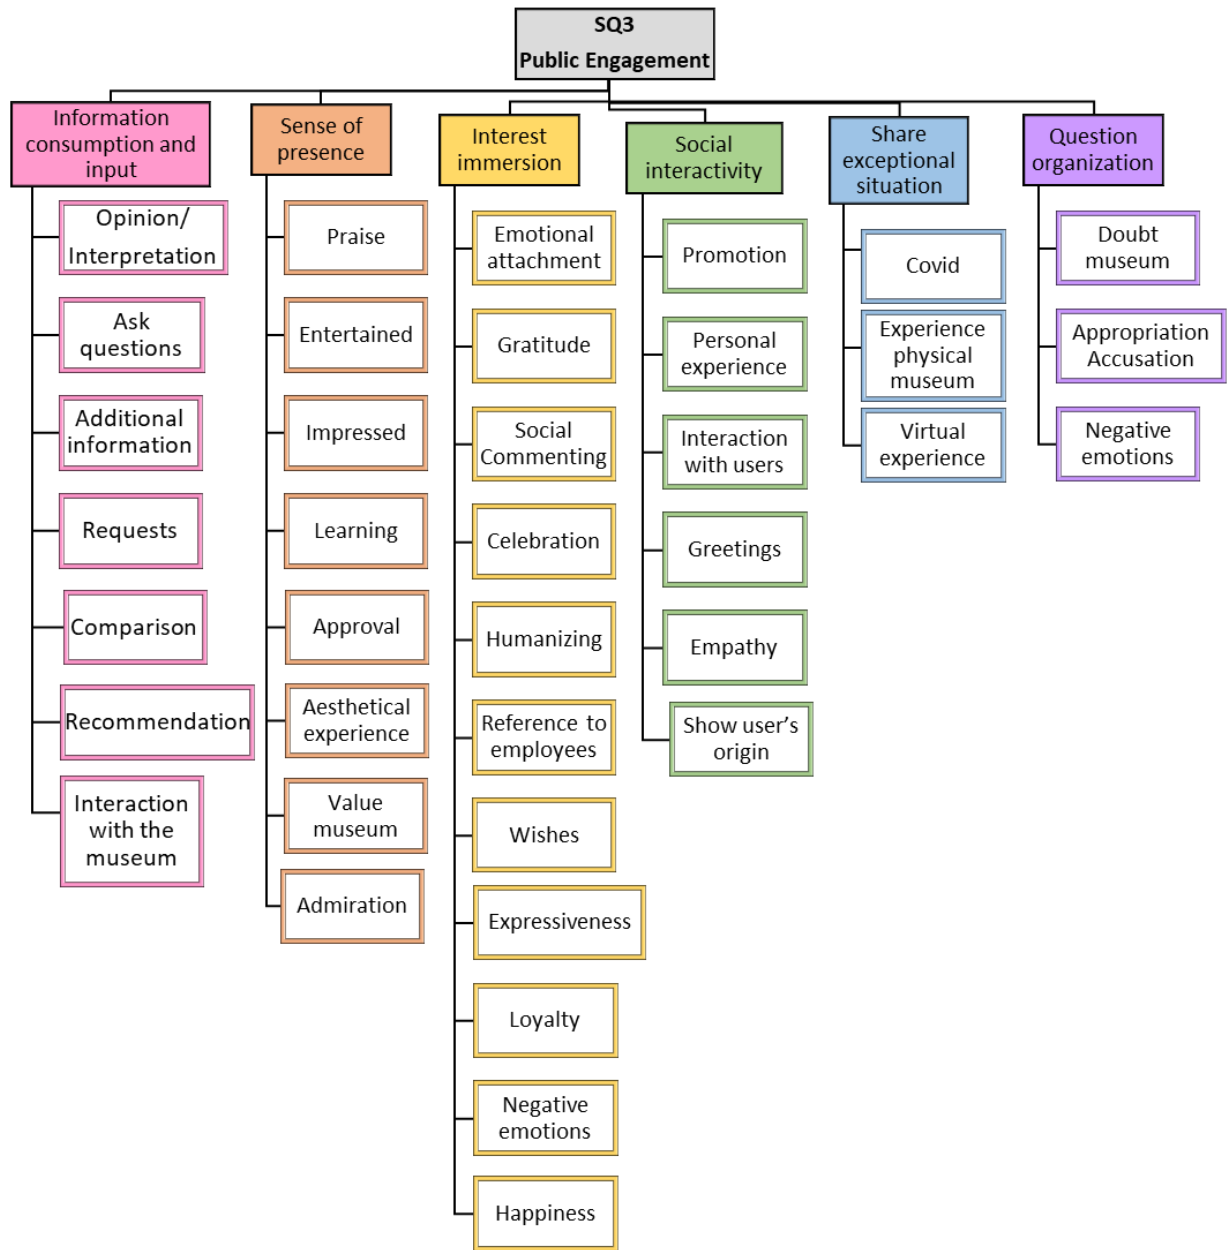 SQ3
Public Engagement
Information
consumption and
input
Opinion/
Interpretation
Ask
questions
Additional
information
Requests
Comparison
Recommendation
Interaction
with the
museum
Sense of
presence
Praise
Entertained
Impressed
Learning
Approval
Aesthetical
experience
Value
museum
Admiration
Interest
immersion
Emotional
attachment
Gratitude
Social
Commenting
Celebration
Humanizing
Reference to
employees
Wishes
Expressiveness
Loyalty
Negative
emotions
Happiness
Social
interactivity
Promotion
Personal
experience
Interaction
with users
Greetings
Empathy
Show user’s
origin
Share
exceptional
situation
Covid
Experience
physical
museum
Virtual
experience
Question
organization
Doubt
museum
Appropriation
Accusation
Negative
emotions